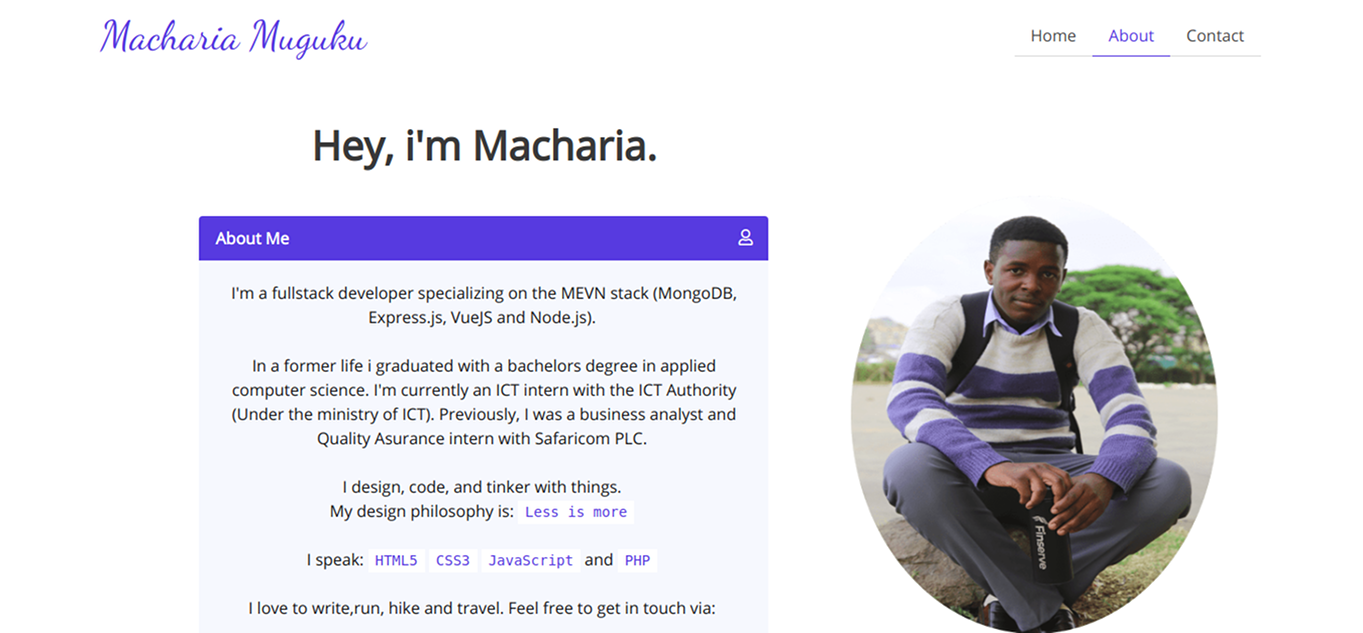 Macharia Muguku
Home About Contact
Hey, i'm Macharia.
About Me
I'm a fullstack developer specializing on the MEVN stack (MongoDB,
Express.js, VueJS and Node.js).
In a former life i graduated with a bachelors degree in applied
computer science. I'm currently an ICT intern with the ICT Authority
(Under the ministry of ICT). Previously, I was a business analyst and
Quality Asurance intern with Safaricom PLC.
I design, code, and tinker with things.
My design philosophy is: Less is more
I speak: HTML5 CSS3 JavaScript and PHP
I love to write,run, hike and travel. Feel free to get in touch via:
Finserve